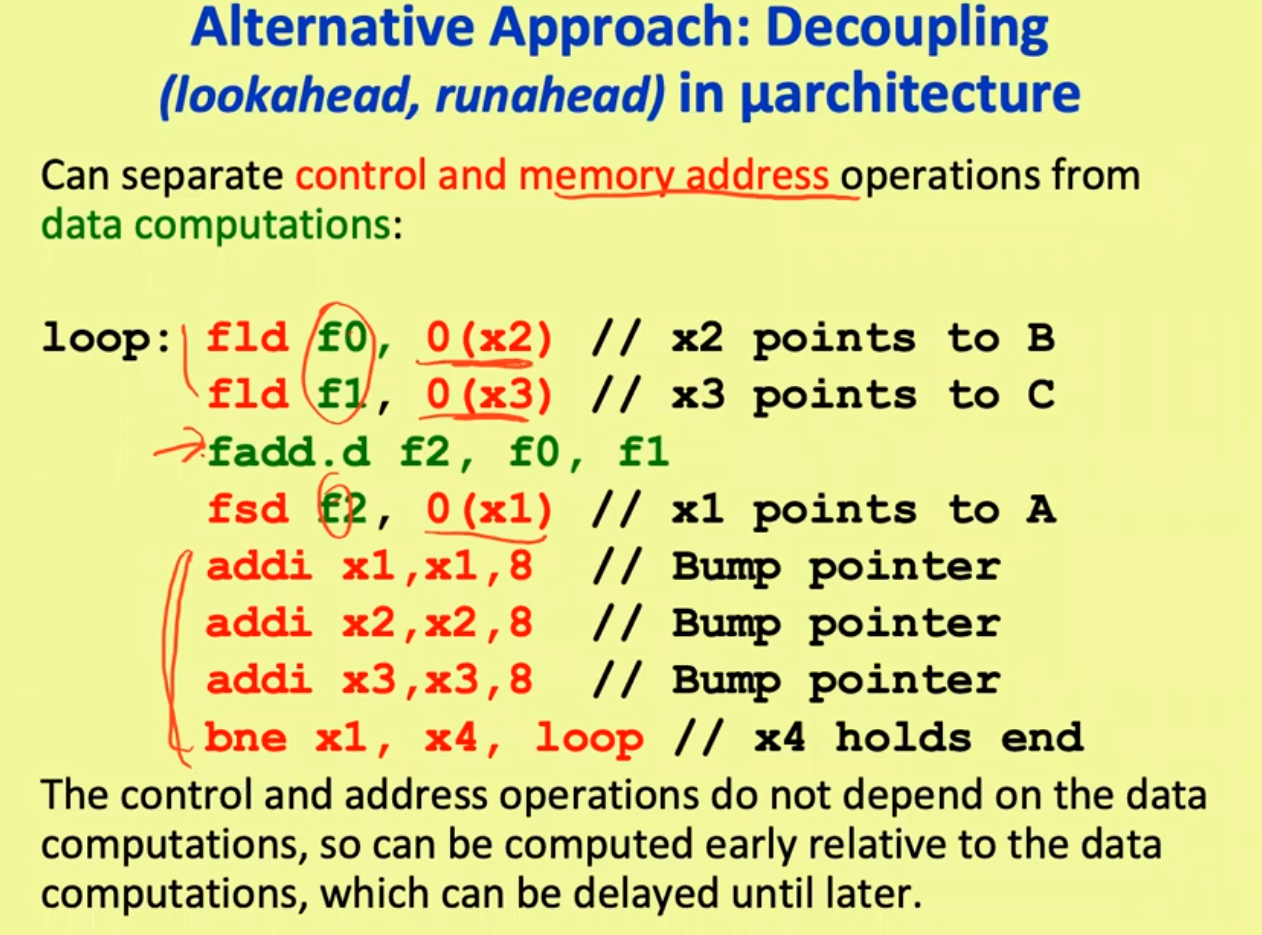 Alternative Approach: Decoupling
(lookahead, runahead) in µarchitecture
Can separate control and memory address operations from
data computations:
loop: fld f0, 0(x2) // x2 points to B
fld f1, 0(x3) // x3 points to C
fadd.d f2, f0, f1
fsd f2, 0(x1) // x1 points to A
addi x1,x1,8 // Bump pointer
addi x2,x2,8 // Bump pointer
addi x3,x3,8 // Bump pointer
bne x1, x4, loop // x4 holds end
The control and address operations do not depend on the data
computations, so can be computed early relative to the data
computations, which can be delayed until later.